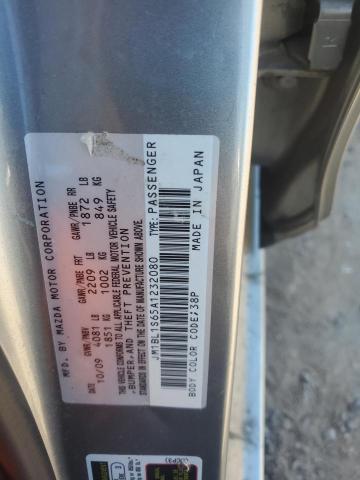 MFD. BY MAZDA MOTOR CORPORATION
GVWR/PNBV GAWR/PNBE FRT GAWR/PNBE RR
10/09 4081 LB 2209 LB 1872 LB
1851 KG 1002 KG 849 KG
THIS VEHICLE CONFORMS TO ALL APPLICABLE FEDERAL MOTOR VEHICLE SAFETY
*BUMPER,AND THEFT PREVENTION
STANDARDS IN EFFECT ON THE DATE OF MANUFACTURE SHOWN ABOVE.
JM1BL1S65A1232080 TYPE: PASSENGER
MADE IN JAPAN
BODY COLOR CODE:38P